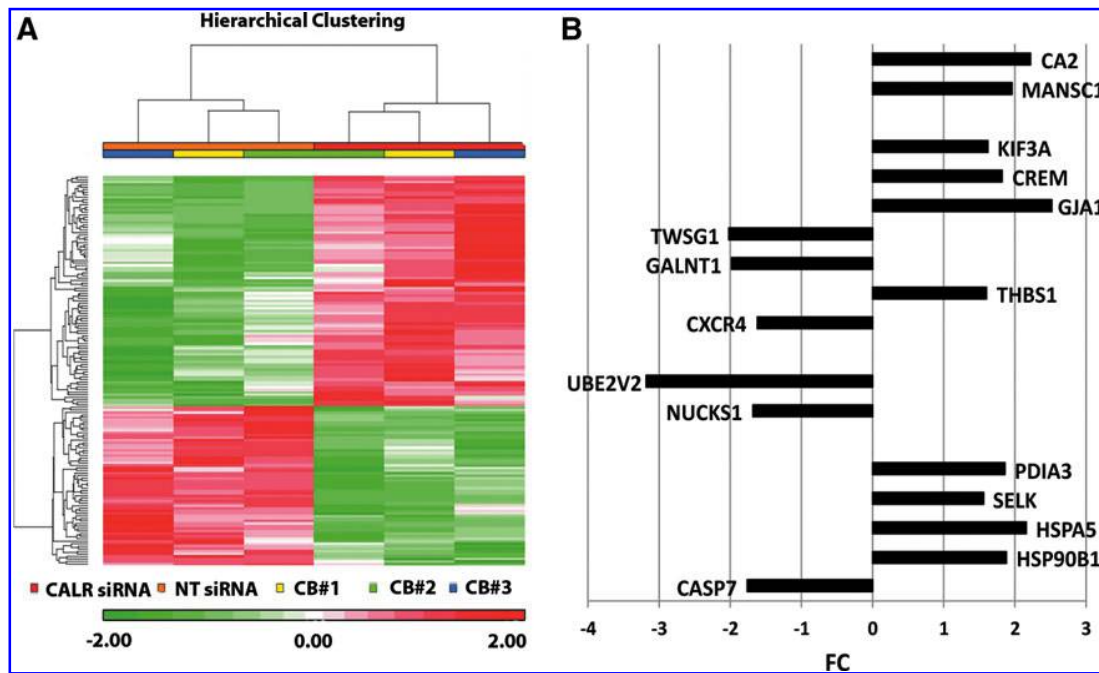 A
Hierarchical Clustering
CALR siRNA NT siRNA CB#1 CB#2 CB#3
-2.00 0.00 2.00
B
CA2
MANSC1
KIF3A
CREM
GJA1
TWSG1
GALNT1
THBS1
CXCR4
UBE2V2
NUCKS1
PDIA3
SELK
HSPA5
HSP90B1
CASP7
-4 -3 -2 -1 0 1 2 3
FC